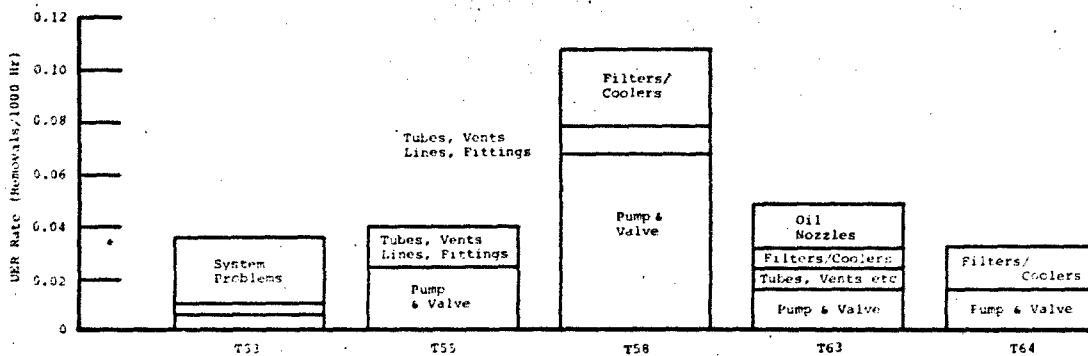 0.12
0.10
0.08
0.06
0.04
0.02
0
UER Rate (Removals/1000 Hr)
System
Problems
Tubes, Vents
Lines, Fittings
Pump
& Valve
Tubes, Vents
Lines, Fittings
Filters/
Coolers
Pump &
Valve
Oil
Nozzles
Filters/Coolers
Tubes, Vents etc
Pump & Valve
Filters/
Coolers
Pump & Valve
T53
T55
T58
T63
T64